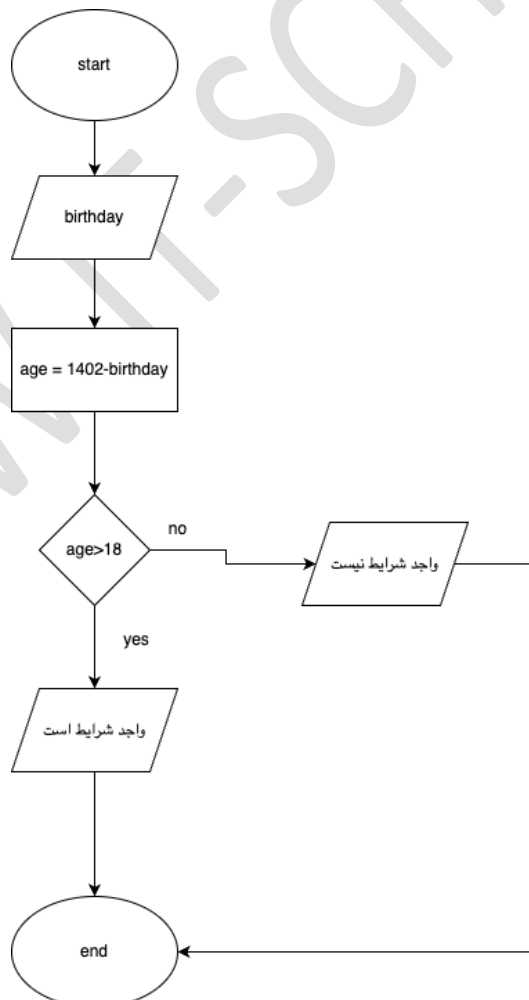 start
birthday
age = 1402-birthday
age>18
no
واجد شرایط نیست
yes
واجد شرایط است
end